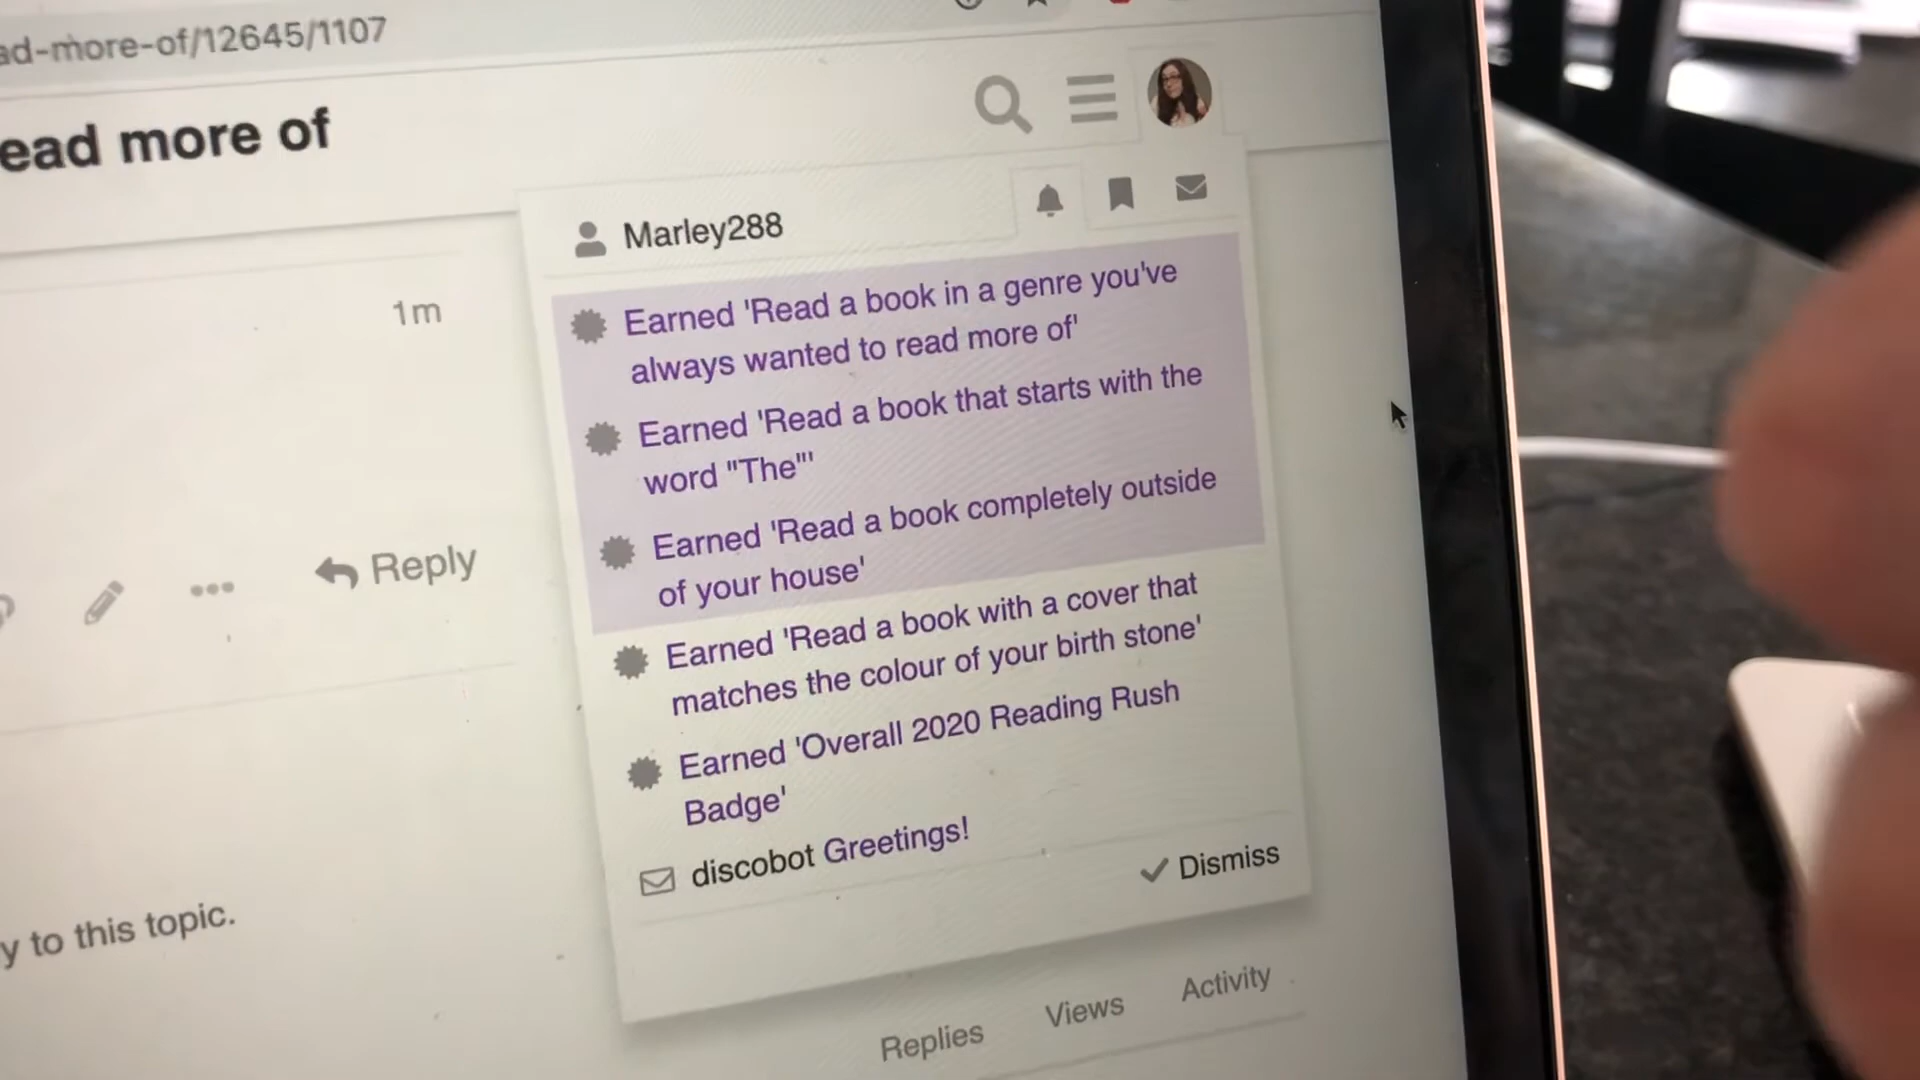 ad-more-of/12645/1107
ead more of
Marley288
1m
Earned 'Read a book in a genre you've
always wanted to read more of'
Earned 'Read a book that starts with the
word "The"'
Earned 'Read a book completely outside
of your house'
Reply
Earned 'Read a book with a cover that
matches the colour of your birth stone'
Earned 'Overall 2020 Reading Rush
Badge'
discobot Greetings!
Dismiss
y to this topic.
Replies Views Activity